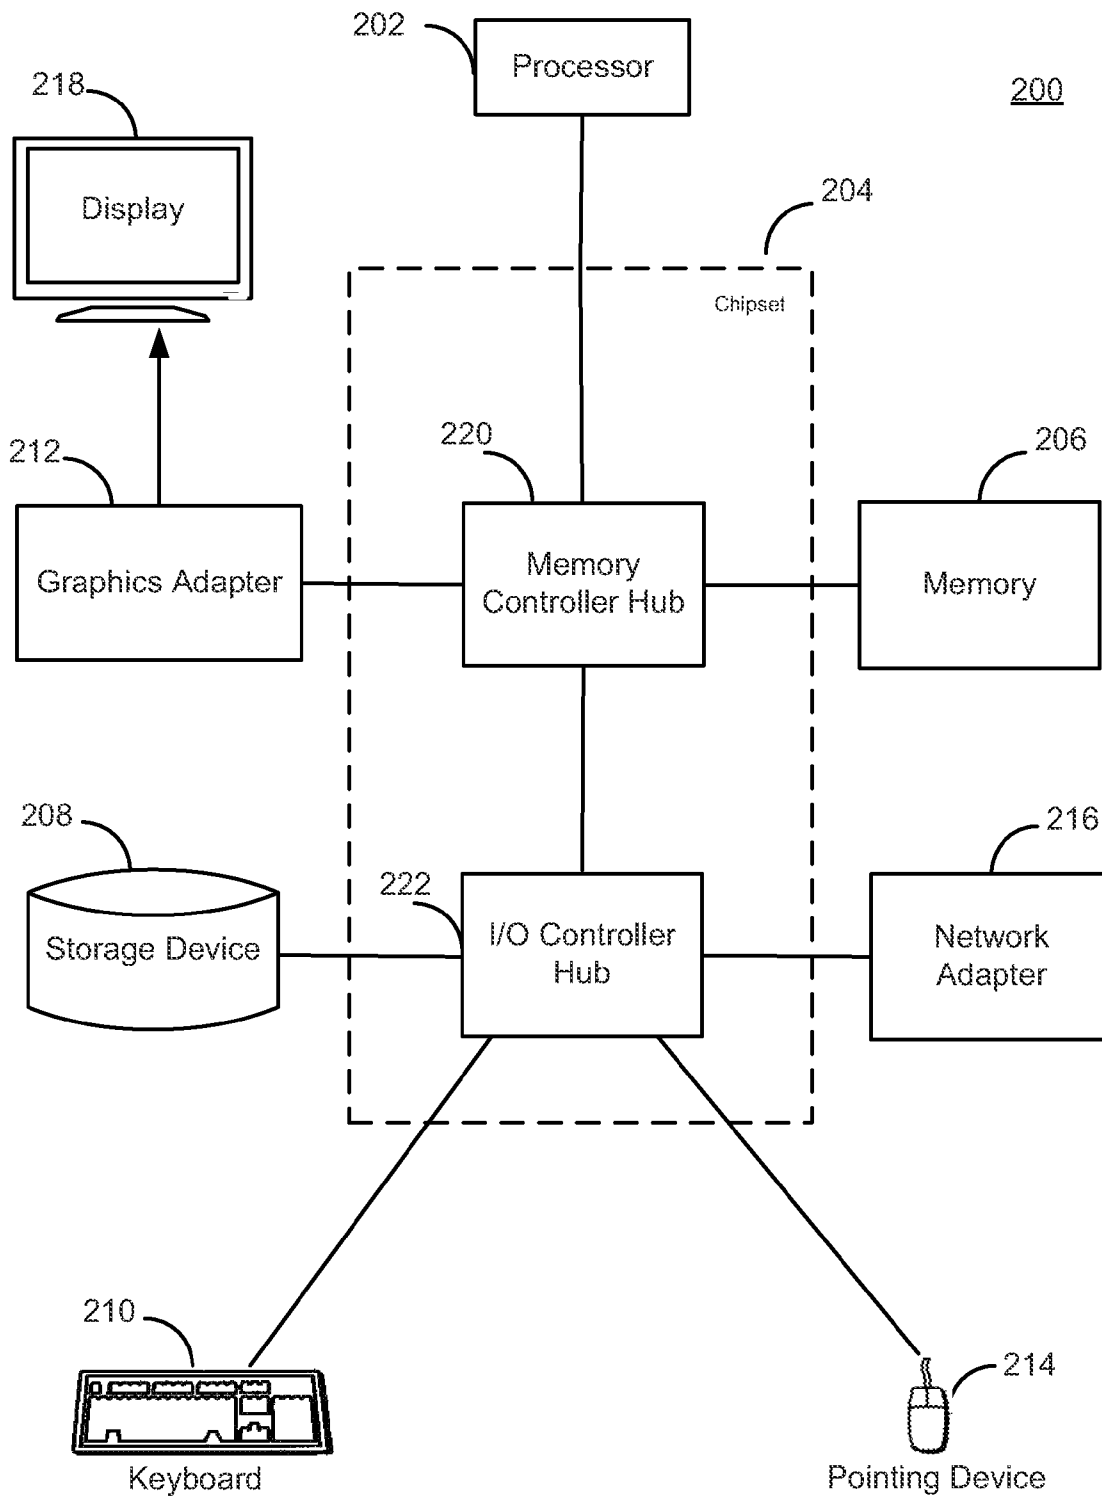 202
Processor
200
218
Display
204
Chipset
212
220
206
Graphics Adapter
Memory
Controller Hub
Memory
208
216
222
Storage Device
I/O Controller
Hub
Network
Adapter
210
214
Keyboard
Pointing Device